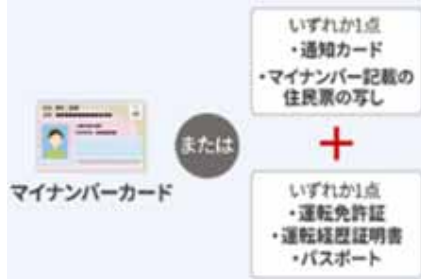 いずれか1点
・通知カード
・マイナンバー記載の
住民票の写し
マイナンバーカード
または
+
いずれか1点
・運転免許証
・運転経歴証明書
・パスポート